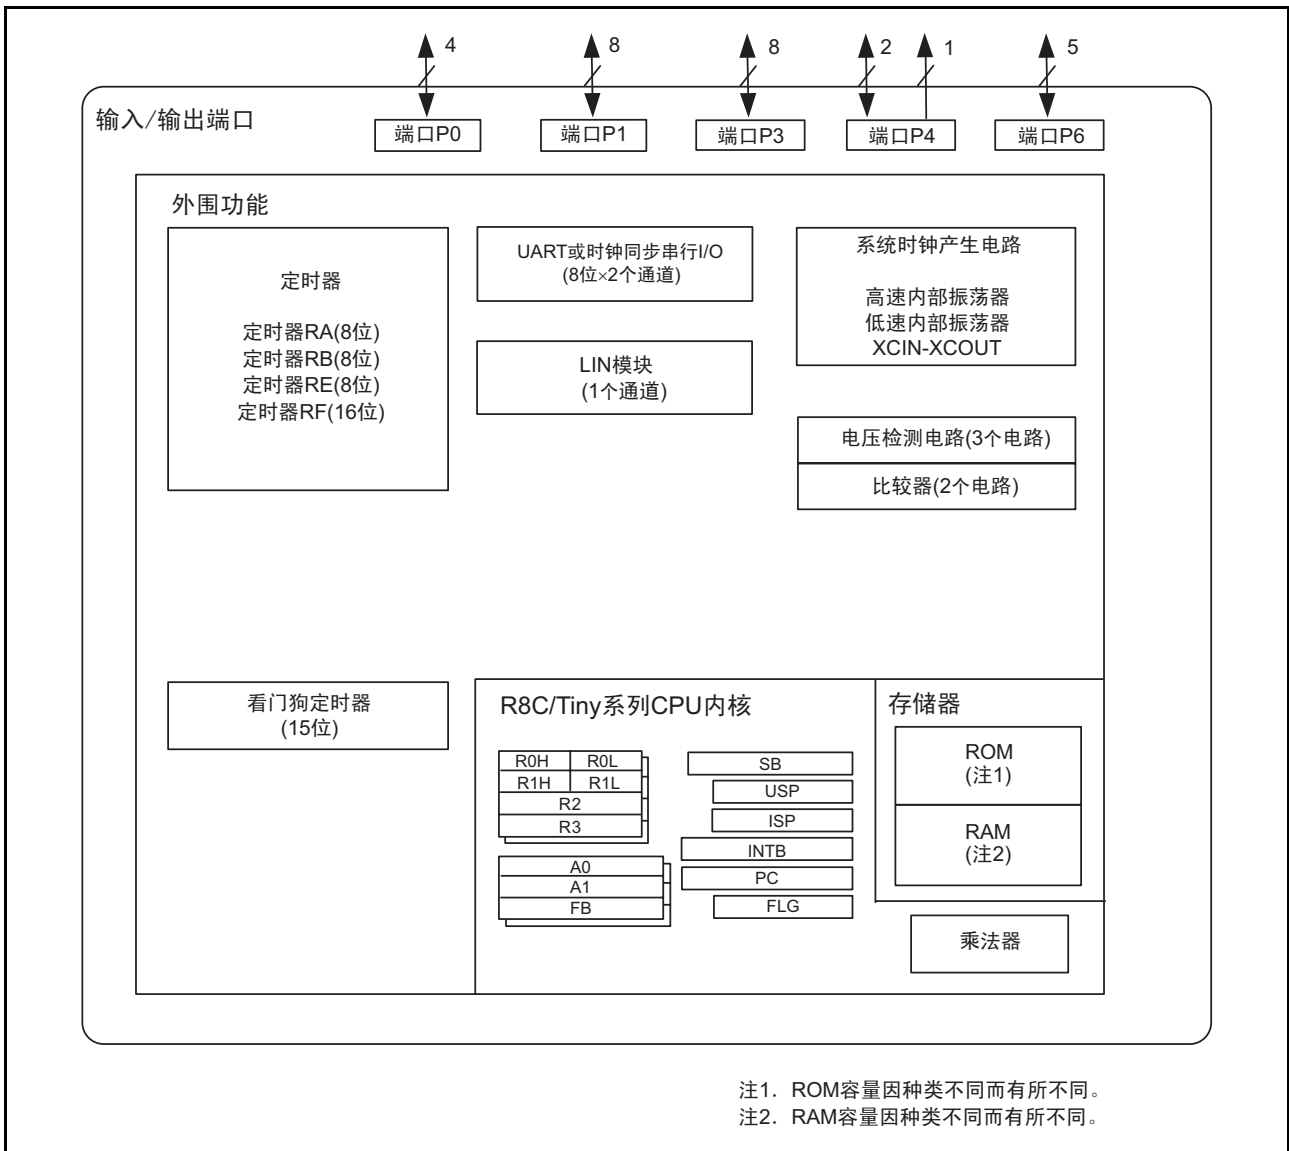 4
8
8
2
1
5
输入/输出端口
端口P0
端口P1
端口P3
端口P4
端口P6
外围功能
定时器
定时器RA(8位)
定时器RB(8位)
定时器RE(8位)
定时器RF(16位)
UART或时钟同步串行I/O
(8位×2个通道)
LIN模块
(1个通道)
系统时钟产生电路
高速内部振荡器
低速内部振荡器
XCIN-XCOUT
电压检测电路(3个电路)
比较器(2个电路)
看门狗定时器
(15位)
R8C/Tiny系列CPU内核
R0H
R0L
R1H
R1L
R2
R3
A0
A1
FB
SB
USP
ISP
INTB
PC
FLG
存储器
ROM
(注1)
RAM
(注2)
乘法器
注1. ROM容量因种类不同而有所不同。
注2. RAM容量因种类不同而有所不同。